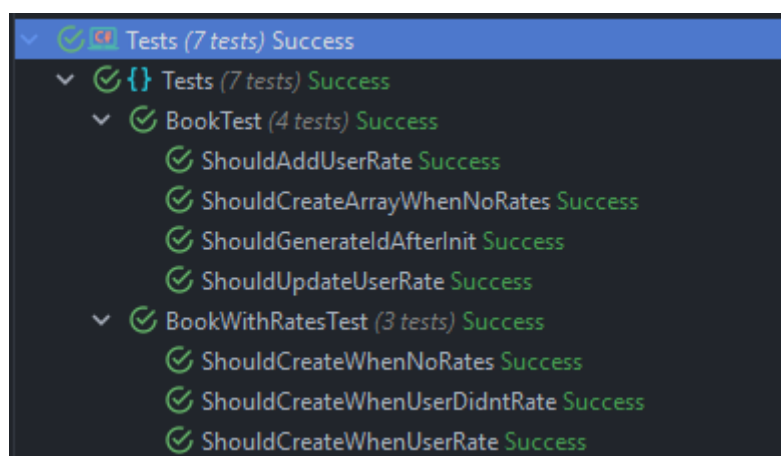 C# Tests (7 tests) Success
{} Tests (7 tests) Success
BookTest (4 tests) Success
ShouldAddUserRate Success
ShouldCreateArrayWhenNoRates Success
ShouldGenerateIdAfterInit Success
ShouldUpdateUserRate Success
BookWithRatesTest (3 tests) Success
ShouldCreateWhenNoRates Success
ShouldCreateWhenUserDidntRate Success
ShouldCreateWhenUserRate Success